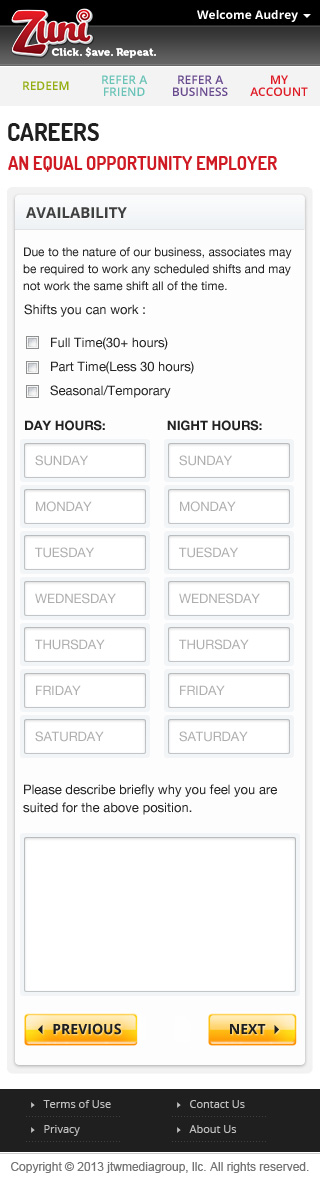 Welcome Audrey
Zuni
Click. $ave. Repeat.
REDEEM
REFER A
FRIEND
REFER A
BUSINESS
MY
ACCOUNT
CAREERS
AN EQUAL OPPORTUNITY EMPLOYER
AVAILABILITY
Due to the nature of our business, associates may
be required to work any scheduled shifts and may
not work the same shift all of the time.
Shifts you can work :
Full Time(30+ hours)
Part Time(Less 30 hours)
Seasonal/Temporary
DAY HOURS: NIGHT HOURS:
SUNDAY SUNDAY
MONDAY MONDAY
TUESDAY TUESDAY
WEDNESDAY WEDNESDAY
THURSDAY THURSDAY
FRIDAY FRIDAY
SATURDAY SATURDAY
Please describe briefly why you feel you are
suited for the above position.
PREVIOUS NEXT
Terms of Use Contact Us
Privacy About Us
Copyright © 2013 jtwmediagroup, llc. All rights reserved.